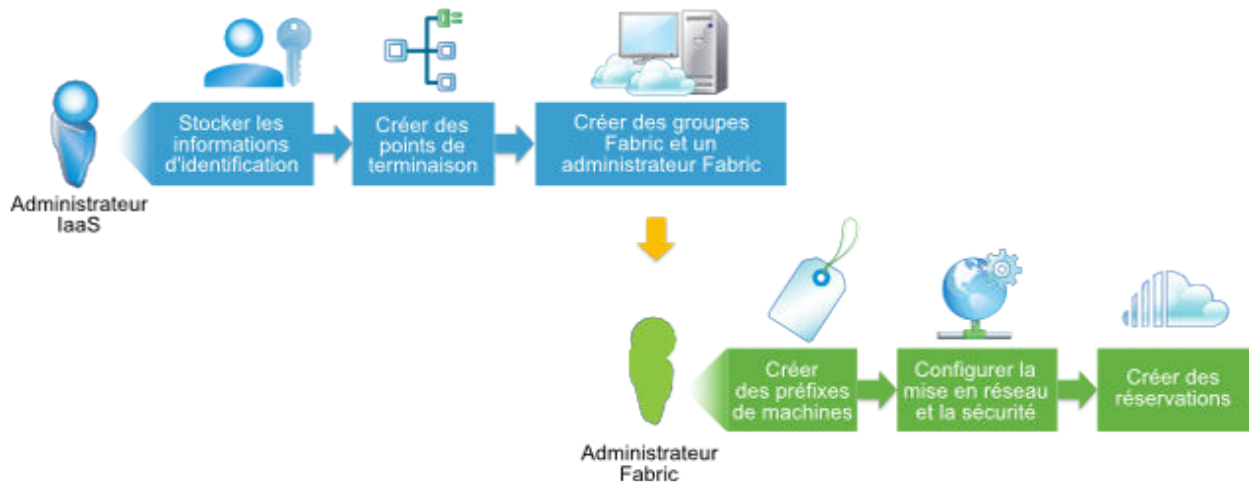 Stocker les
informations
d'identification
Créer des
points de
terminaison
Créer des groupes
Fabric et un
administrateur Fabric
Administrateur
IaaS
Créer
des préfixes
de machines
Configurer la
mise en réseau
et la sécurité
Créer des
réservations
Administrateur
Fabric